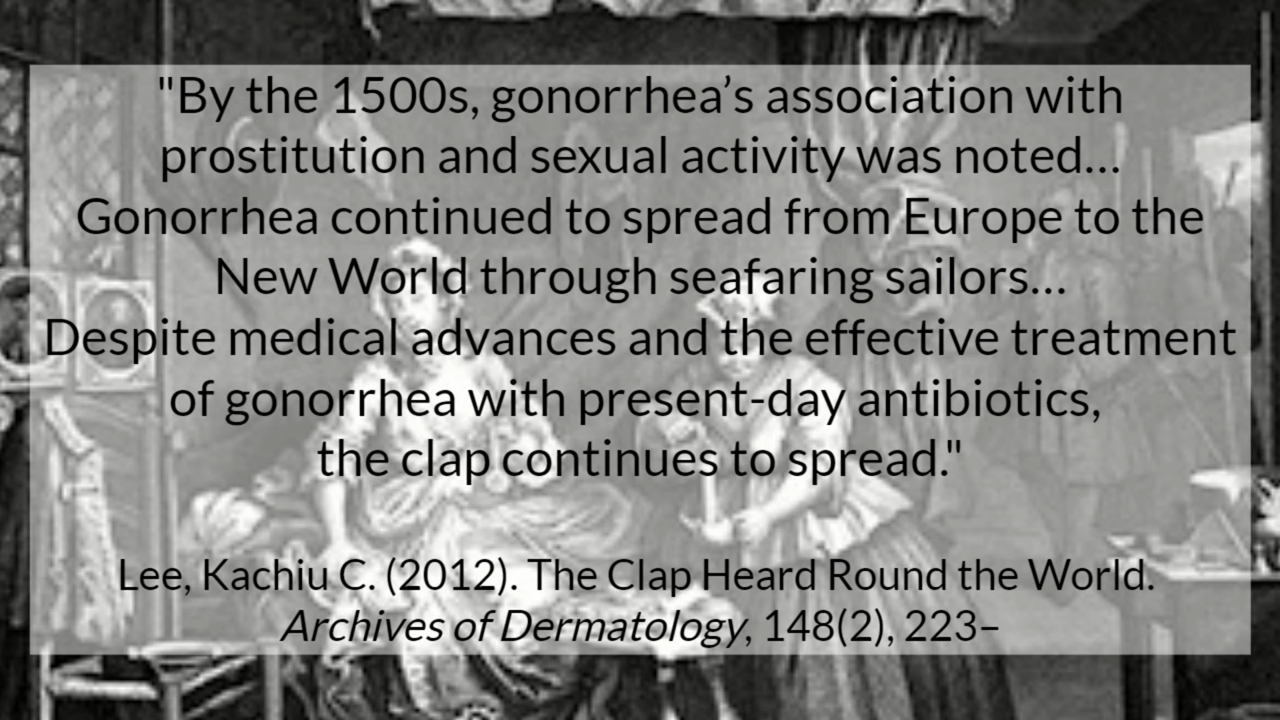 "By the 1500s, gonorrhea’s association with
prostitution and sexual activity was noted...
Gonorrhea continued to spread from Europe to the
New World through seafaring sailors...
Despite medical advances and the effective treatment
of gonorrhea with present-day antibiotics,
the clap continues to spread."
Lee, Kachiu C. (2012). The Clap Heard Round the World.
Archives of Dermatology, 148(2), 223–